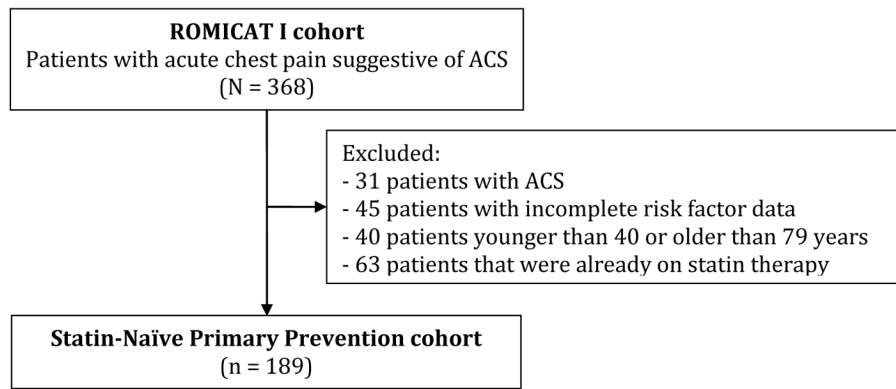 ROMICAT I cohort
Patients with acute chest pain suggestive of ACS
(N = 368)
Excluded:
- 31 patients with ACS
- 45 patients with incomplete risk factor data
- 40 patients younger than 40 or older than 79 years
- 63 patients that were already on statin therapy
Statin-Naïve Primary Prevention cohort
(n = 189)